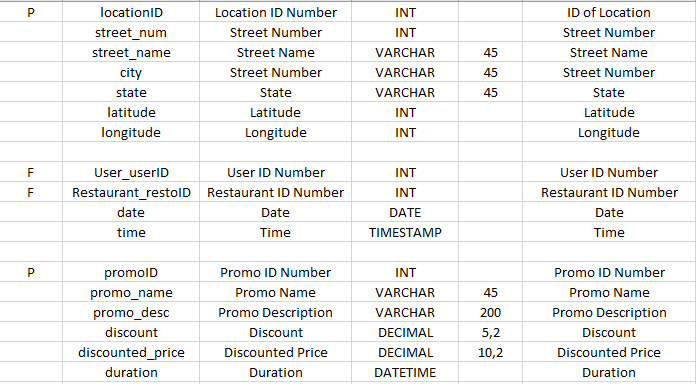 P locationID Location ID Number INT ID of Location
street_num Street Number INT Street Number
street_name Street Name VARCHAR 45 Street Name
city Street Number VARCHAR 45 Street Number
state State VARCHAR 45 State
latitude Latitude INT Latitude
longitude Longitude INT Longitude
F User_userID User ID Number INT User ID Number
F Restaurant_restoID Restaurant ID Number INT Restaurant ID Number
date Date DATE Date
time Time TIMESTAMP Time
P promoID Promo ID Number INT Promo ID Number
promo_name Promo Name VARCHAR 45 Promo Name
promo_desc Promo Description VARCHAR 200 Promo Description
discount Discount DECIMAL 5,2 Discount
discounted_price Discounted Price DECIMAL 10,2 Discounted Price
duration Duration DATETIME Duration